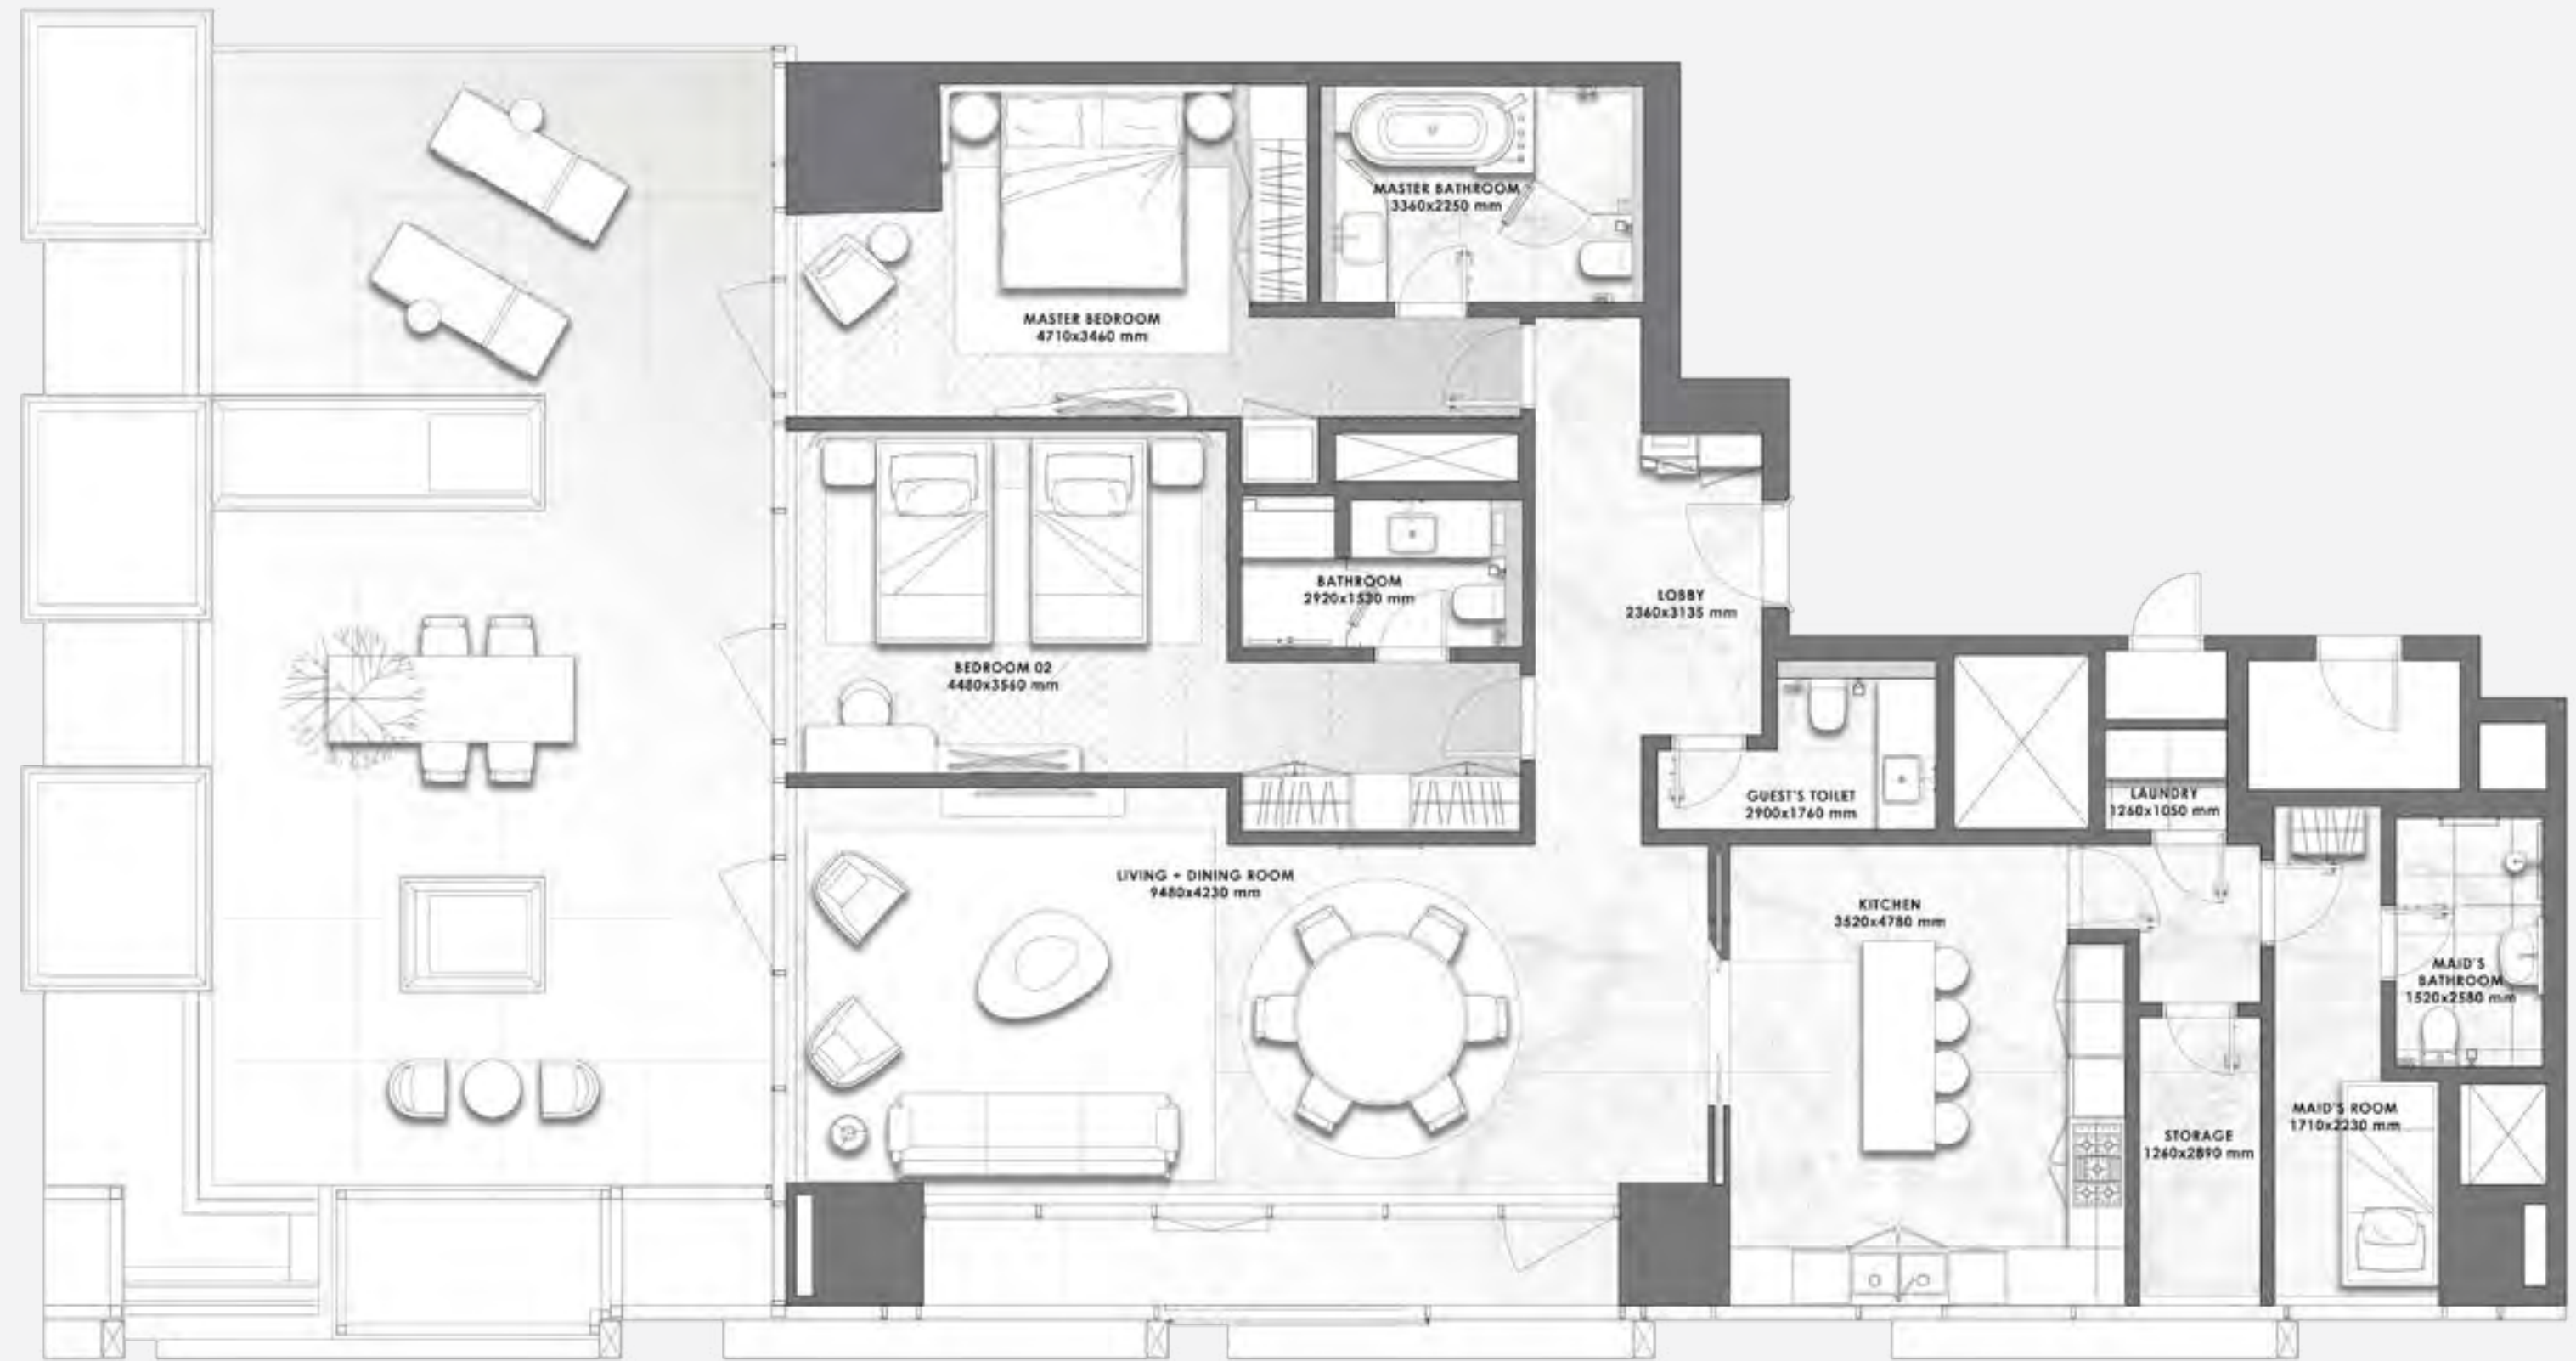 MASTER BATHROOM
3360x2250 mm
MASTER BEDROOM
4710x3460 mm
BATHROOM
2920x1530 mm
LOBBY
2360x3135 mm
BEDROOM 02
4480x3560 mm
GUEST'S TOILET
2900x1760 mm
LAUNDRY
1260x1050 mm
LIVING + DINING ROOM
9480x4230 mm
KITCHEN
3520x4780 mm
MAID'S
BATHROOM
1520x2580 mm
MAID'S ROOM
1710x2230 mm
STORAGE
1260x2890 mm